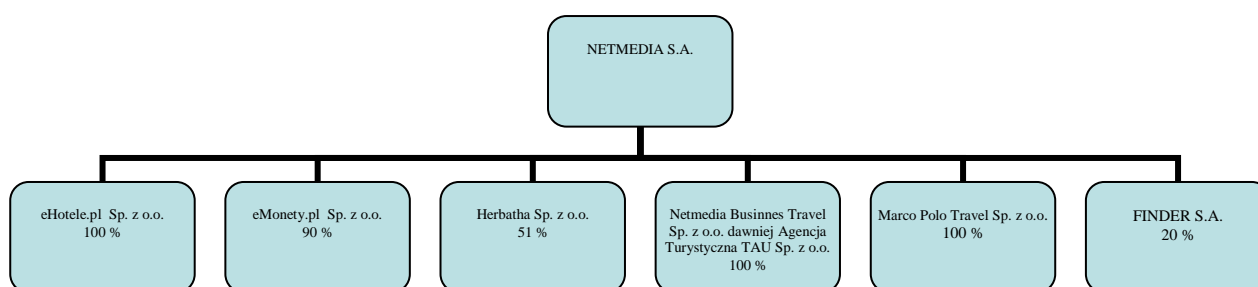 NETMEDIA S.A.
eHotele.pl Sp. z o.o.
100 %
eMonety.pl Sp. z o.o.
90 %
Herbatha Sp. z o.o.
51 %
Netmedia Businnes Travel
Sp. z o.o. dawniej Agencja
Turystyczna TAU Sp. z o.o.
100 %
Marco Polo Travel Sp. z o.o.
100 %
FINDER S.A.
20 %